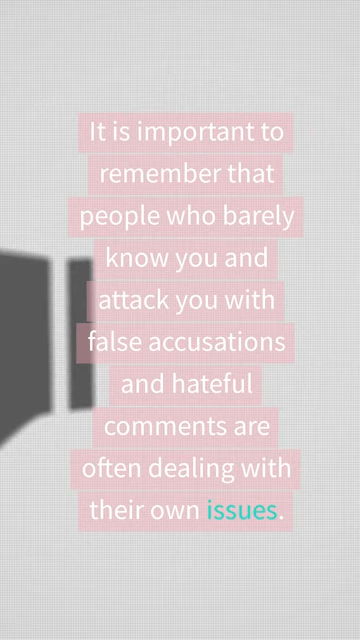 It is important to
remember that
people who barely
know you and
attack you with
false accusations
and hateful
comments are
often dealing with
their own issues.